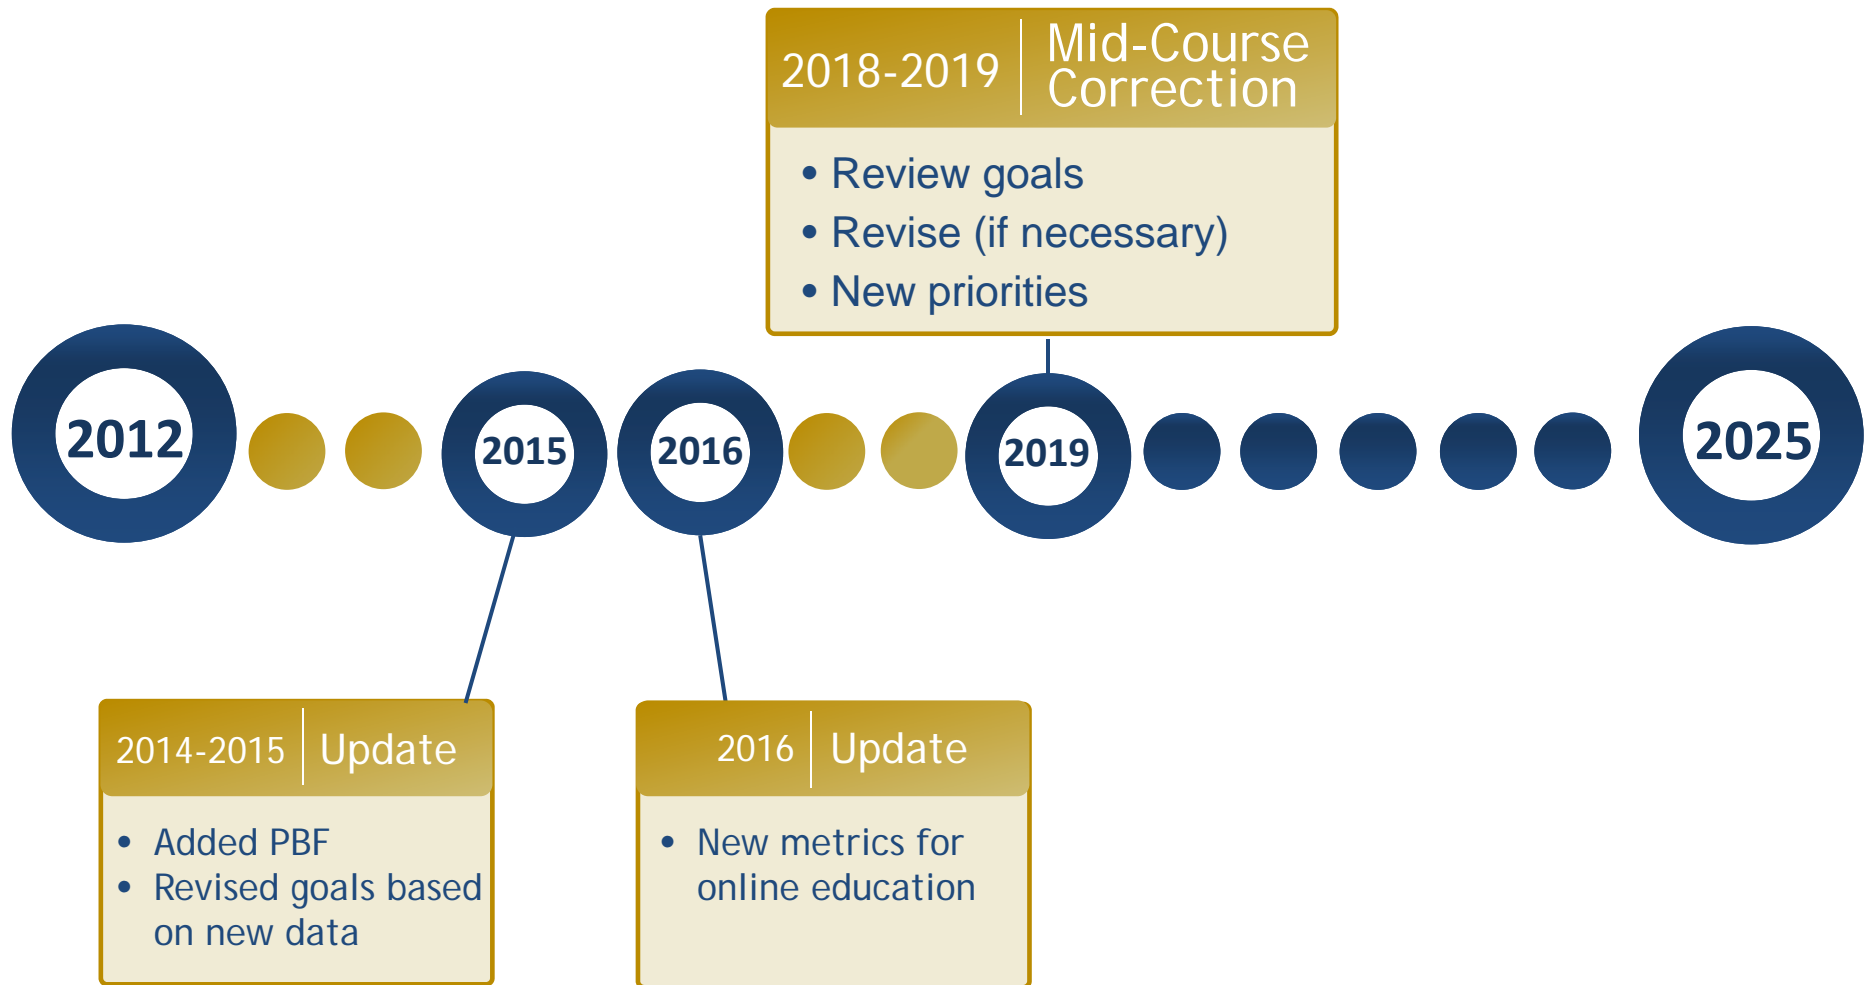 2018-2019
Mid-Course
Correction
• Review goals
• Revise (if necessary)
• New priorities
2012
2015
2016
2019
2025
2014-2015
Update
• Added PBF
• Revised goals based
on new data
2016
Update
• New metrics for
online education